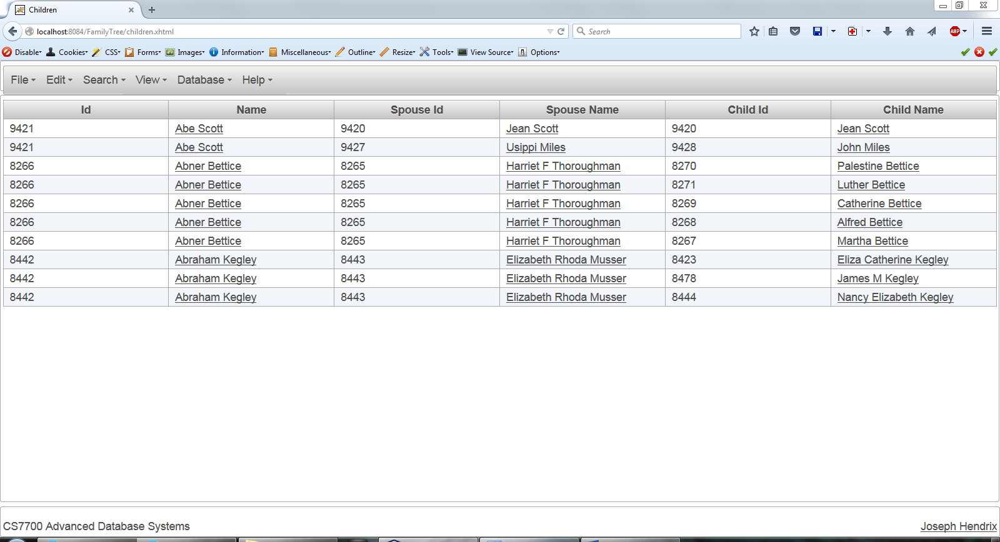 Children
localhost:8084/FamilyTree/children.xhtml
Search
ABP
Disable Cookies CSS Forms Images Information Miscellaneous Outline Resize Tools View Source Options
File Edit Search View Database Help
Id Name Spouse Id Spouse Name Child Id Child Name
9421 Abe Scott 9420 Jean Scott 9420 Jean Scott
9421 Abe Scott 9427 Usippi Miles 9428 John Miles
8266 Abner Bettice 8265 Harriet F Thoroughman 8270 Palestine Bettice
8266 Abner Bettice 8265 Harriet F Thoroughman 8271 Luther Bettice
8266 Abner Bettice 8265 Harriet F Thoroughman 8269 Catherine Bettice
8266 Abner Bettice 8265 Harriet F Thoroughman 8268 Alfred Bettice
8266 Abner Bettice 8265 Harriet F Thoroughman 8267 Martha Bettice
8442 Abraham Kegley 8443 Elizabeth Rhoda Musser 8423 Eliza Catherine Kegley
8442 Abraham Kegley 8443 Elizabeth Rhoda Musser 8478 James M Kegley
8442 Abraham Kegley 8443 Elizabeth Rhoda Musser 8444 Nancy Elizabeth Kegley
CS7700 Advanced Database Systems Joseph Hendrix